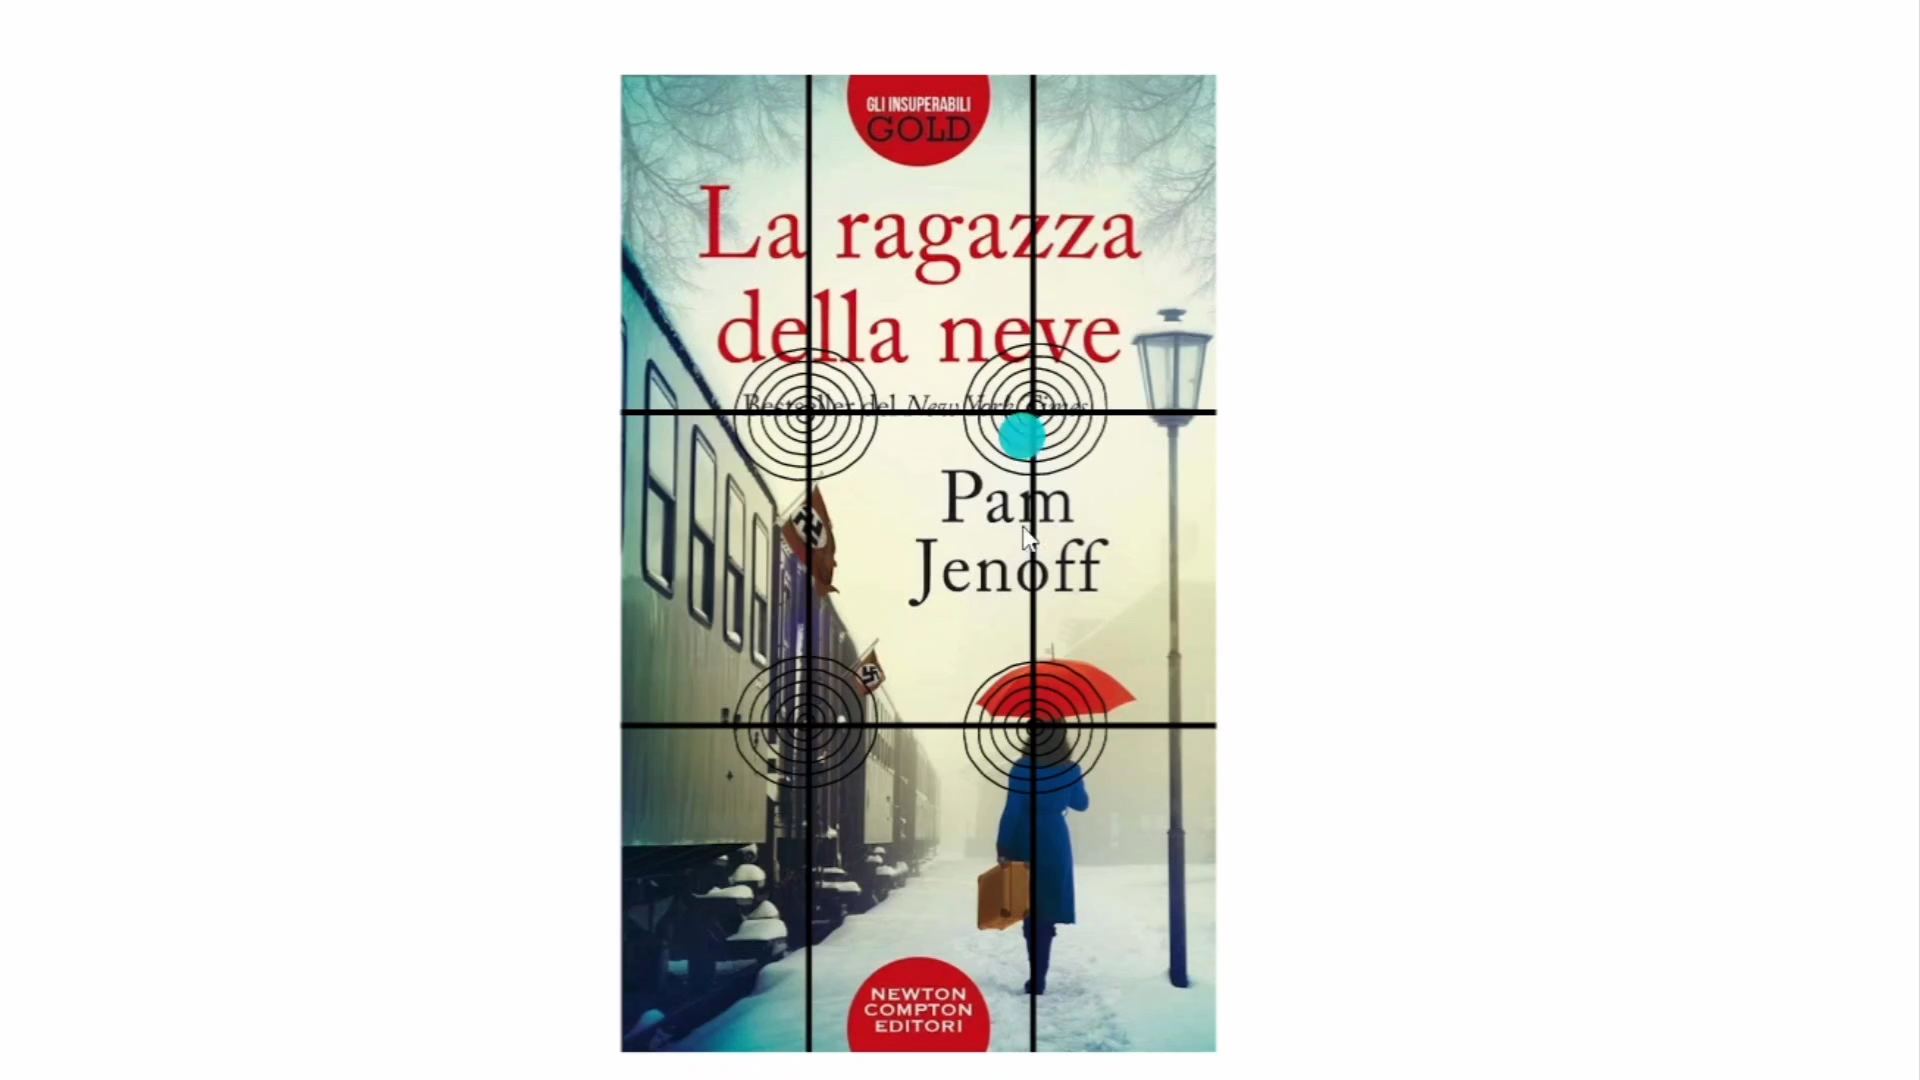 GLI INSUPERABILI
GOLD
La ragazza
della neve
Bestseller del New York Times
Pam
Jenoff
NEWTON
COMPTON
EDITORI